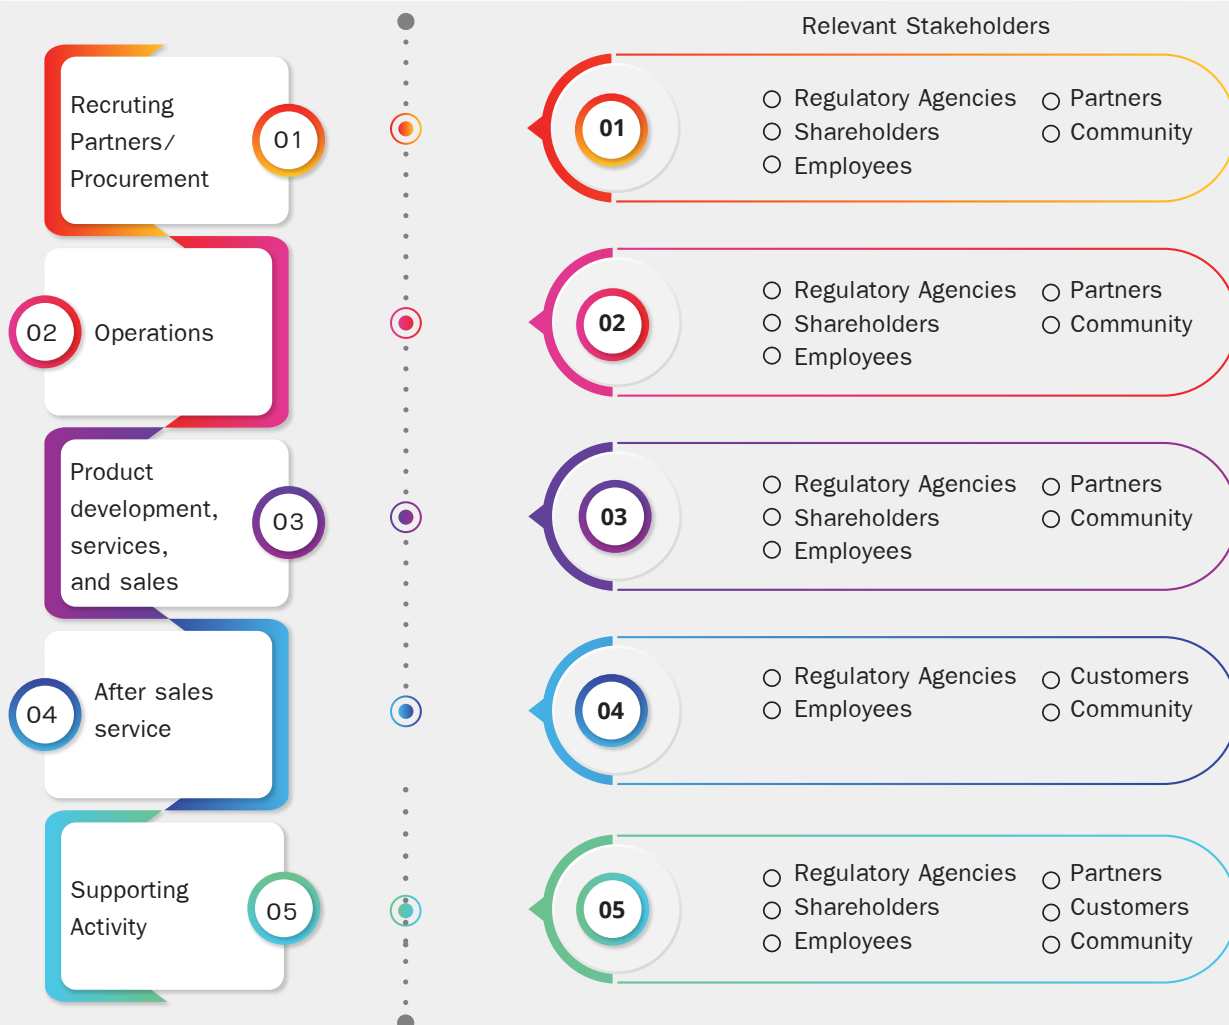 Relevant Stakeholders
Recruting
Partners/
Procurement
01
01
Regulatory Agencies
Shareholders
Employees
Partners
Community
02
Operations
02
Regulatory Agencies
Shareholders
Employees
Partners
Community
Product
development,
services,
and sales
03
03
Regulatory Agencies
Shareholders
Employees
Partners
Community
04
After sales
service
04
Regulatory Agencies
Employees
Customers
Community
Supporting
Activity
05
05
Regulatory Agencies
Shareholders
Employees
Partners
Customers
Community